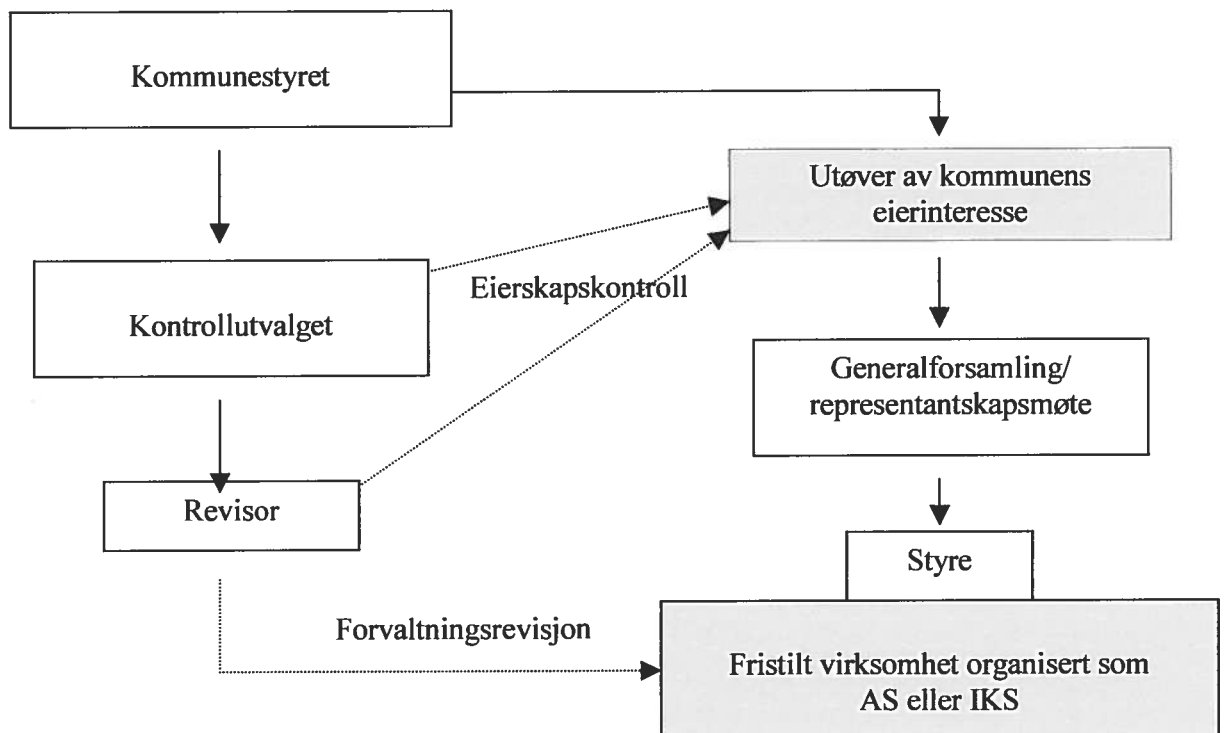 Kommunestyret
Utøver av kommunens
eierinteresse
Eierskapskontroll
Kontrollutvalget
Generalforsamling/
representantskapsmøte
Revisor
Styre
Forvaltningsrevisjon
Fristilt virksomhet organisert som
AS eller IKS